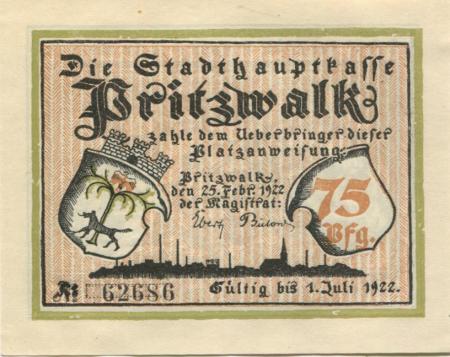 Die Stadthauptkasse
Pritzwalk
zahle dem Ueberbringer dieser
Platzanweisung:
Pritzwalk,
den 25. Febr. 1922
der Magistrat:
75
Pfg.
№ 62686
Gültig bis 1. Juli 1922.